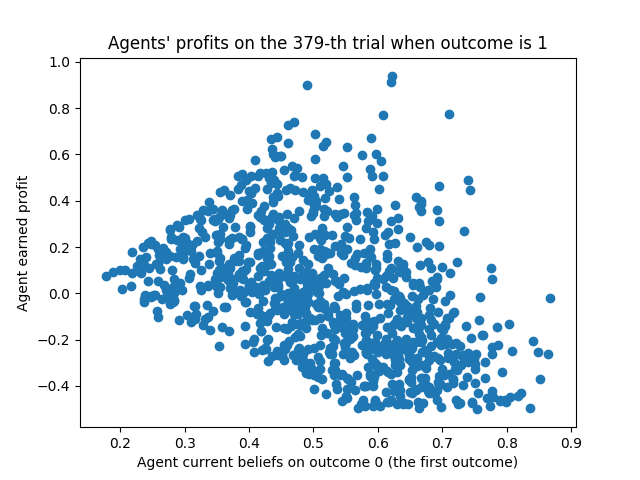 Agents' profits on the 379-th trial when outcome is 1
1.0
0.8
0.6
0.4
0.2
0.0
−0.2
−0.4
Agent earned profit
0.2 0.3 0.4 0.5 0.6 0.7 0.8 0.9
Agent current beliefs on outcome 0 (the first outcome)